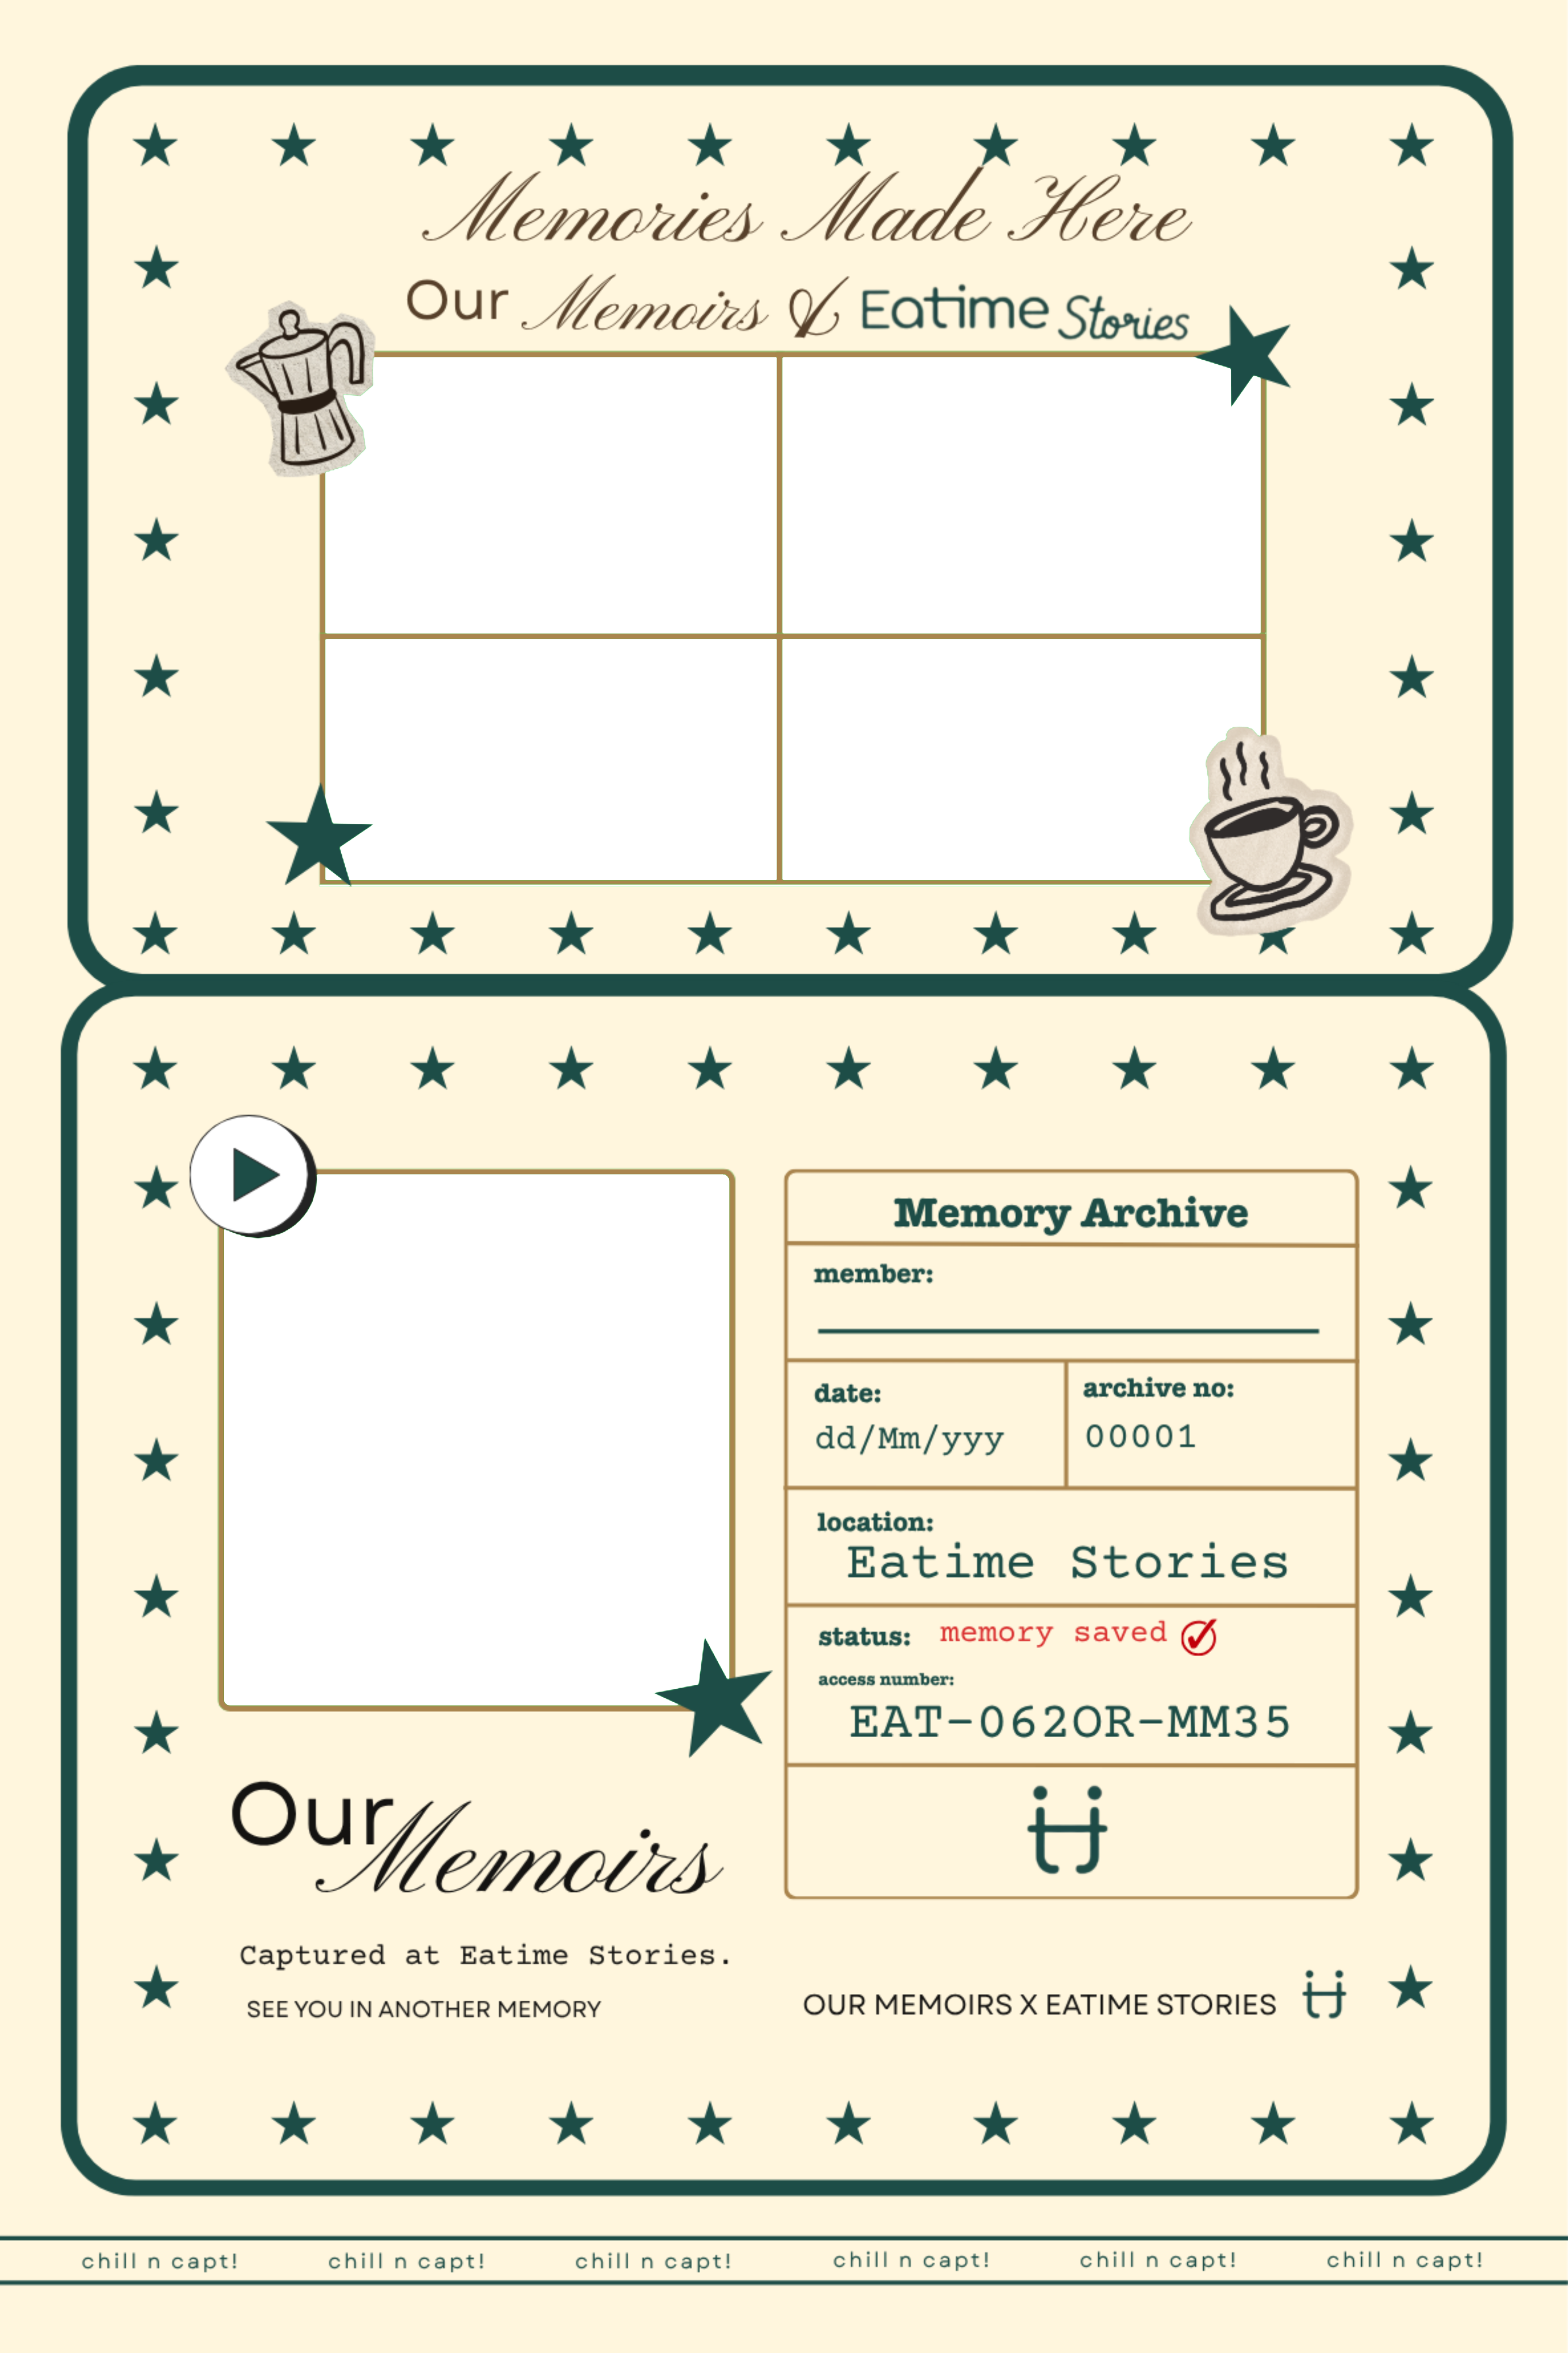 Memories Made Here
Our Memoirs & Eatime Stories
Memory Archive
member:
date:
dd/Mm/yyy
archive no:
00001
location:
Eatime Stories
status: memory saved
access number:
EAT-062OR-MM35
Our Memoirs
Captured at Eatime Stories.
SEE YOU IN ANOTHER MEMORY
OUR MEMOIRS X EATIME STORIES
chill n capt! chill n capt! chill n capt! chill n capt! chill n capt! chill n capt!